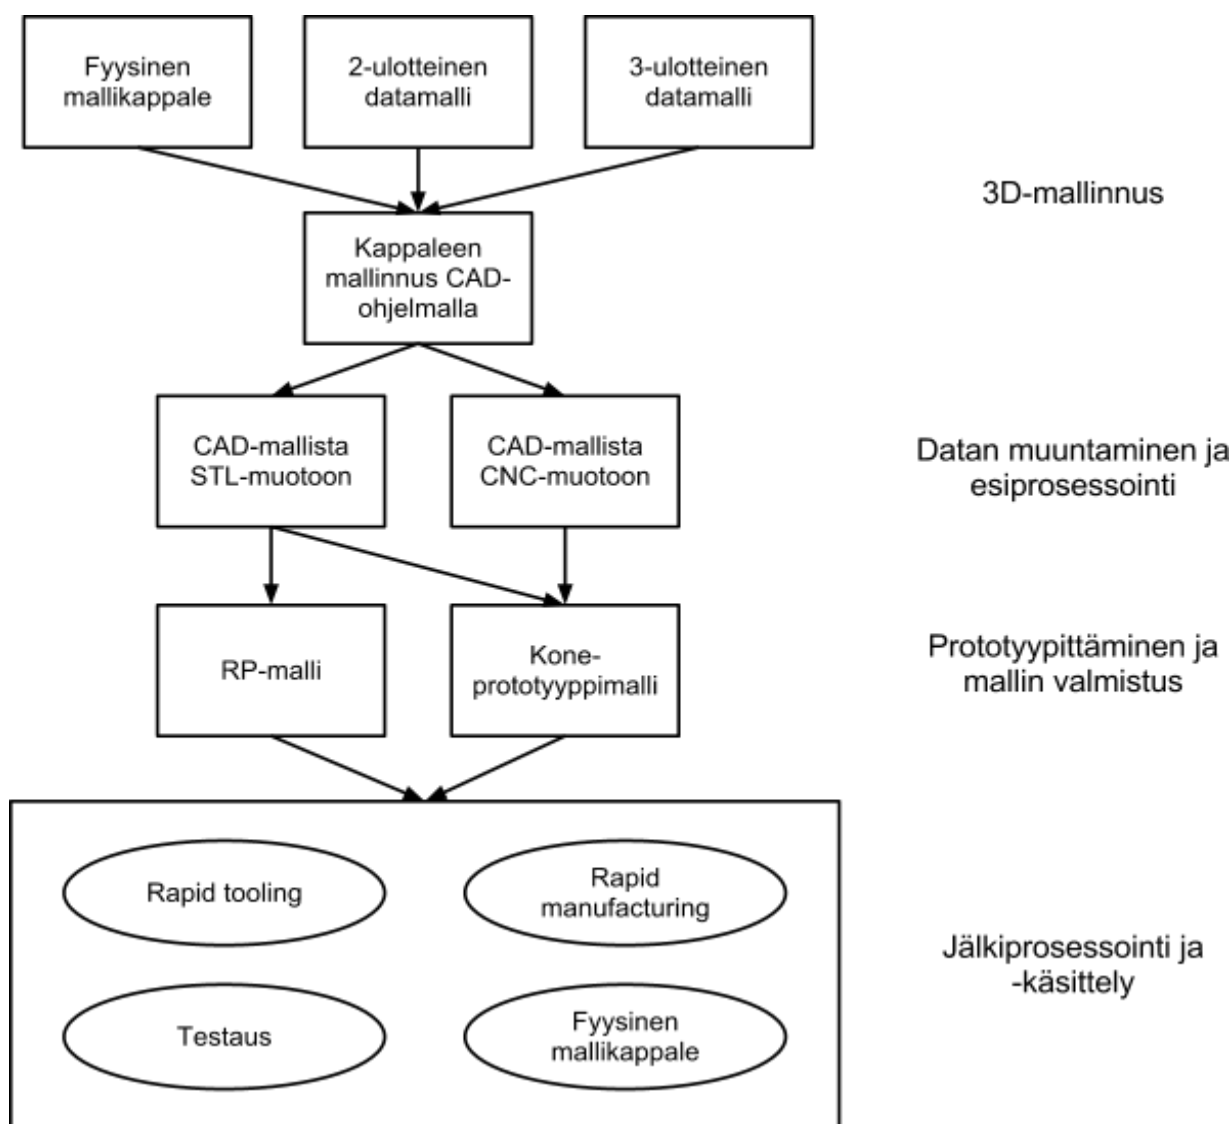 Fyysinen
mallikappale
2-ulotteinen
datamalli
3-ulotteinen
datamalli
3D-mallinnus
Kappaleen
mallinnus CAD-
ohjelmalla
CAD-mallista
STL-muotoon
CAD-mallista
CNC-muotoon
Datan muuntaminen ja
esiprosessointi
RP-malli
Kone-
prototyyppimalli
Prototyypittäminen ja
mallin valmistus
Rapid tooling
Rapid
manufacturing
Jälkiprosessointi ja
-käsittely
Testaus
Fyysinen
mallikappale